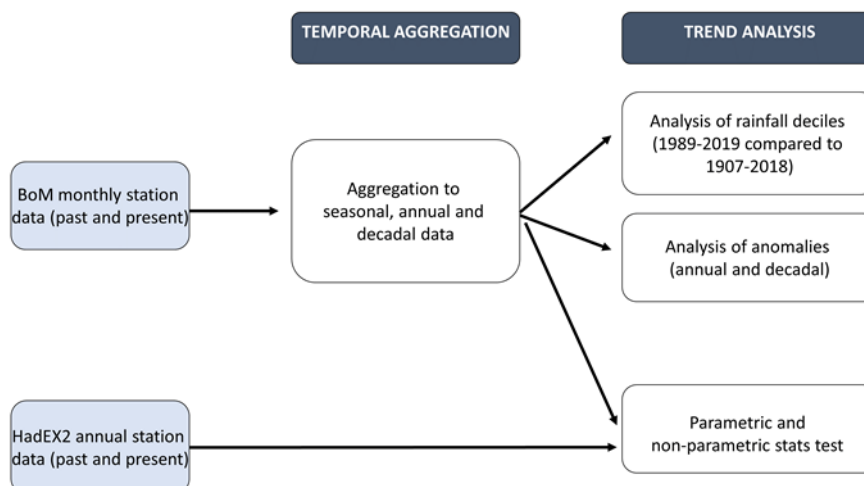 TEMPORAL AGGREGATION
TREND ANALYSIS
BoM monthly station
data (past and present)
Aggregation to
seasonal, annual and
decadal data
Analysis of rainfall deciles
(1989-2019 compared to
1907-2018)
Analysis of anomalies
(annual and decadal)
HadEX2 annual station
data (past and present)
Parametric and
non-parametric stats test